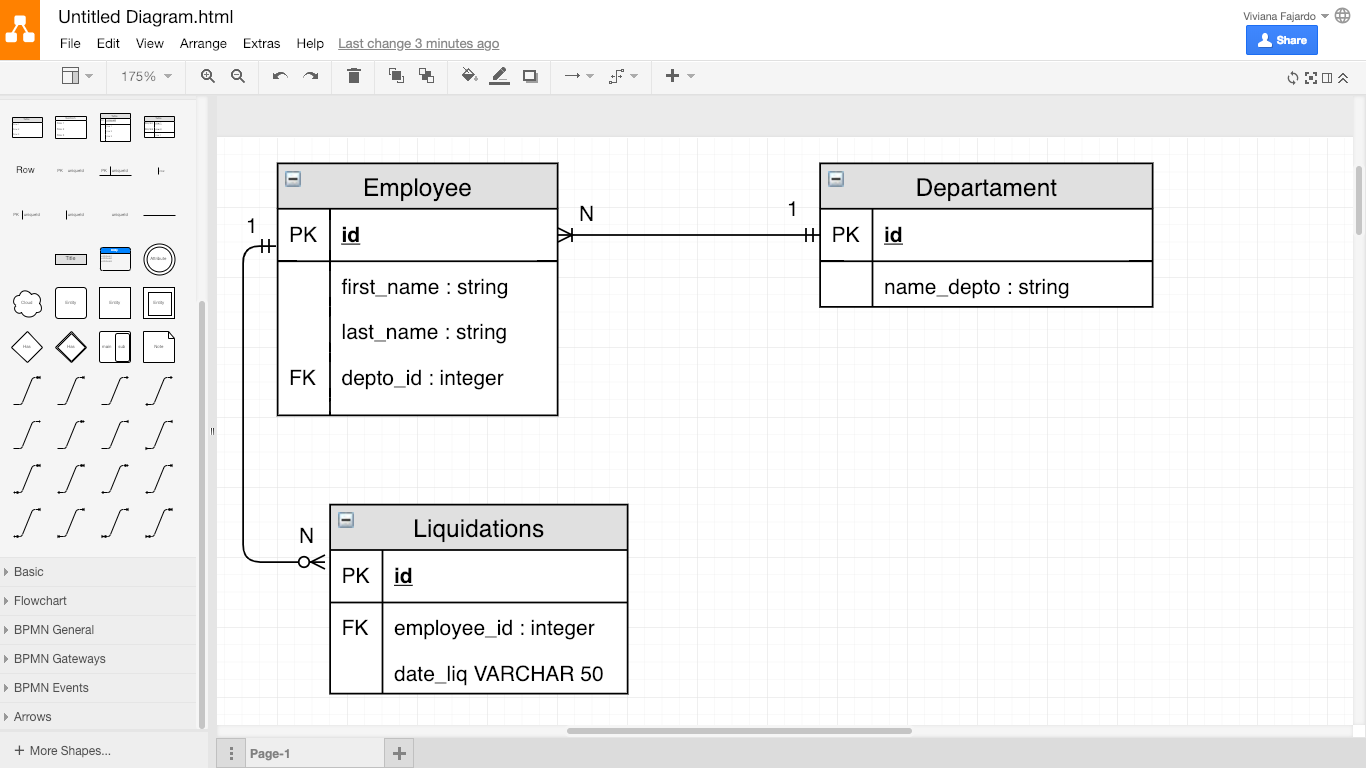 Untitled Diagram.html
Viviana Fajardo
File Edit View Arrange Extras Help Last change 3 minutes ago
Share
175%
Row
Title
Attribute
Cloud
Entity
Entity
Entity
Note
Basic
Flowchart
BPMN General
BPMN Gateways
BPMN Events
Arrows
+ More Shapes...
Employee
PK id
first_name : string
last_name : string
FK depto_id : integer
N
1
Departament
PK id
name_depto : string
1
N
Liquidations
PK id
FK employee_id : integer
date_liq VARCHAR 50
Page-1